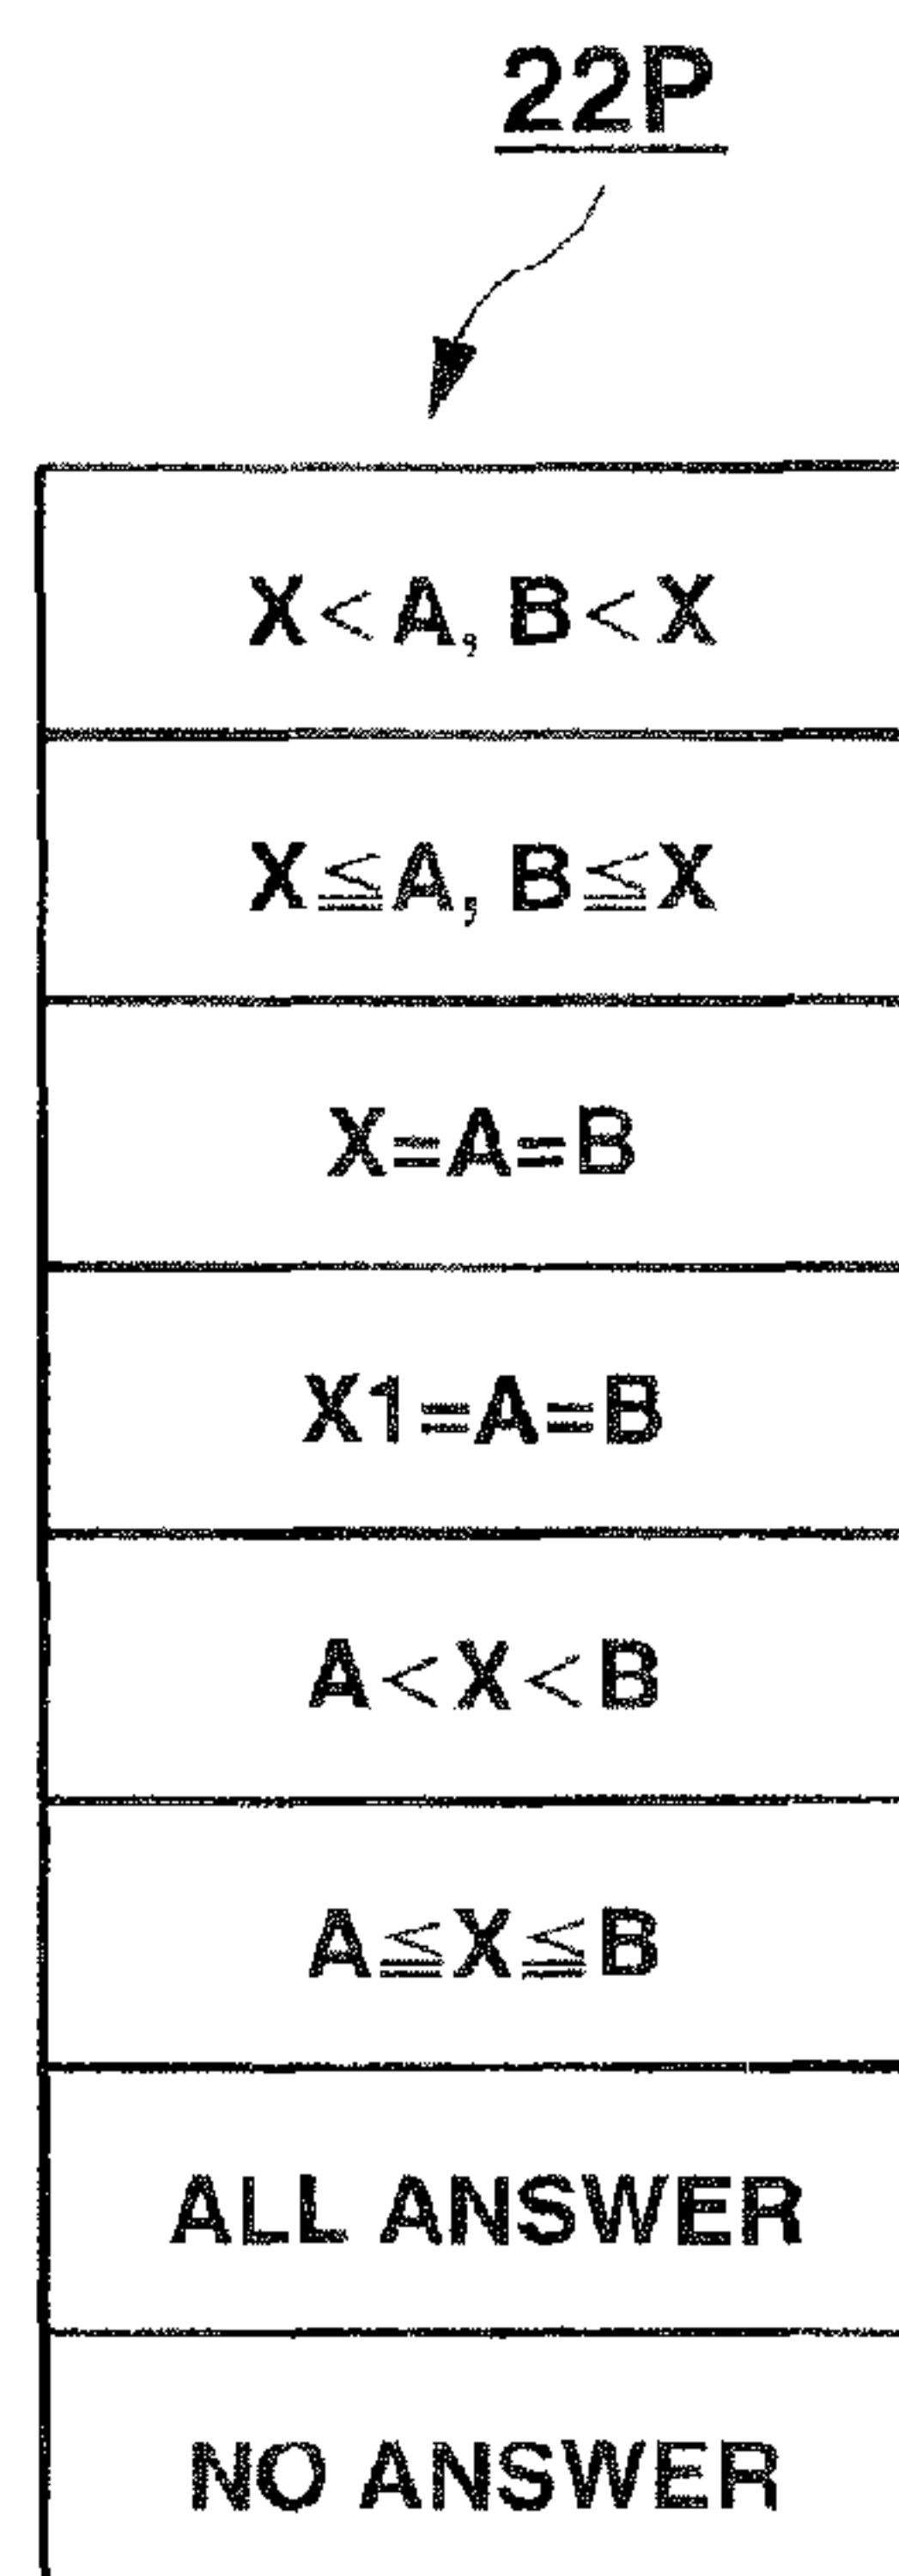 22P
X<A, B<X
X≦A, B≦X
X=A=B
X1=A=B
A<X<B
A≦X≦B
ALL ANSWER
NO ANSWER